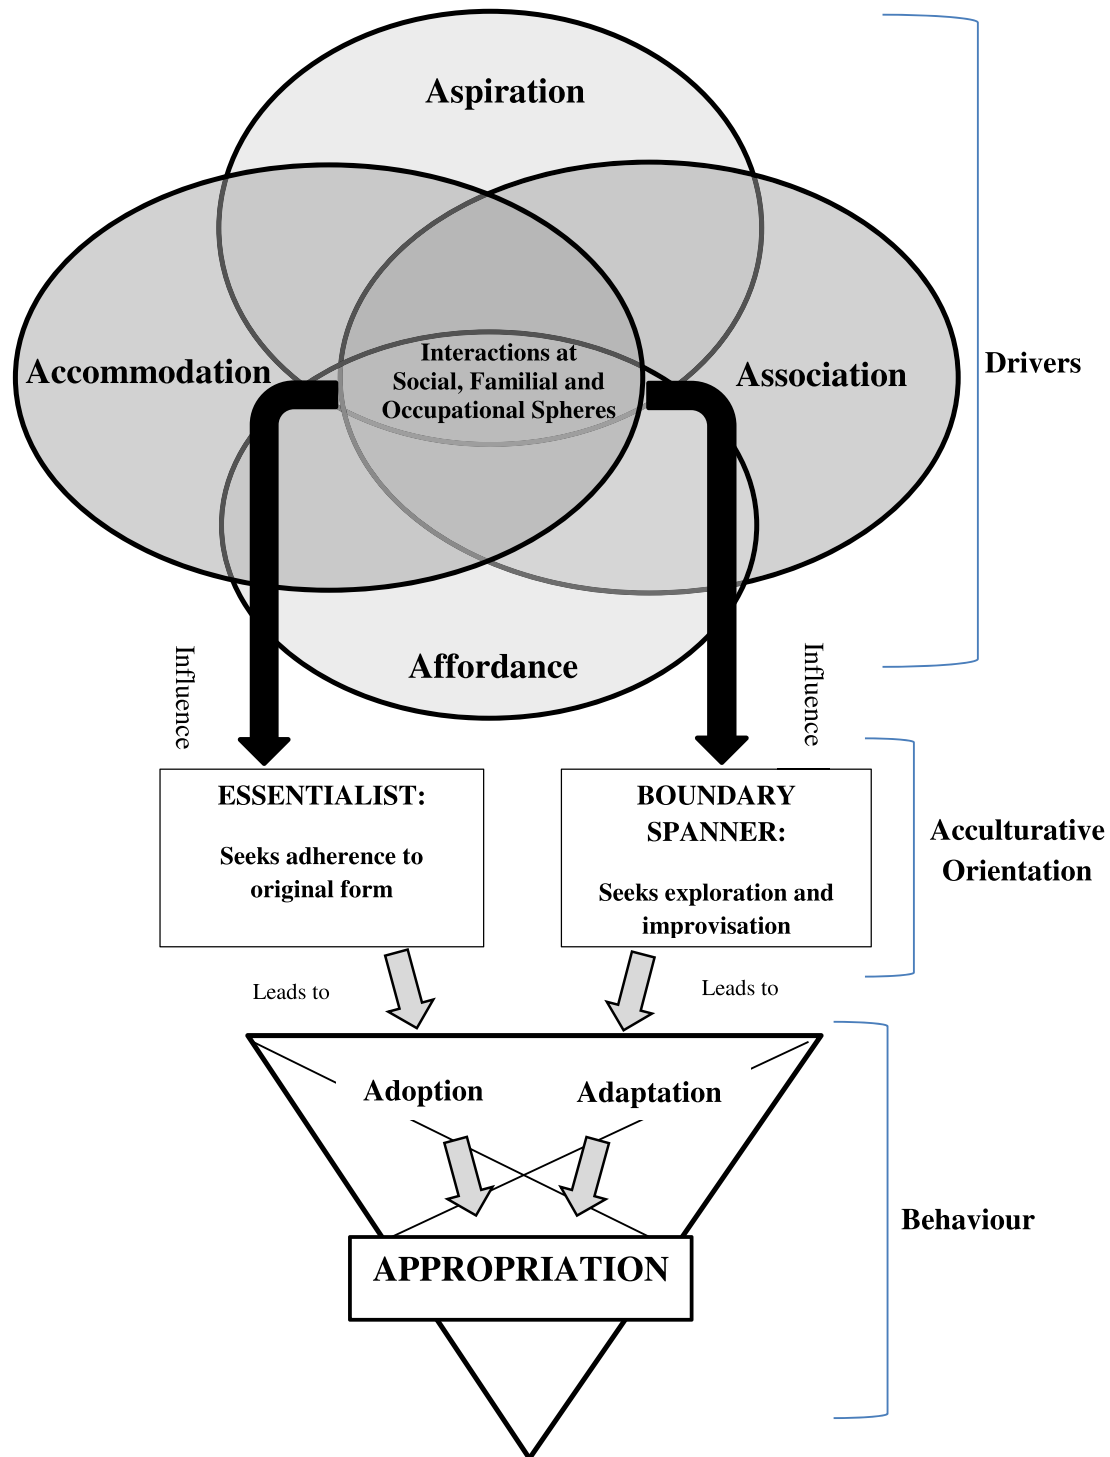 Aspiration
Accommodation
Interactions at
Social, Familial and
Occupational Spheres
Association
Drivers
Affordance
Influence
Influence
ESSENTIALIST:
Seeks adherence to
original form
BOUNDARY
SPANNER:
Seeks exploration and
improvisation
Acculturative
Orientation
Leads to
Leads to
Adoption
Adaptation
Behaviour
APPROPRIATION